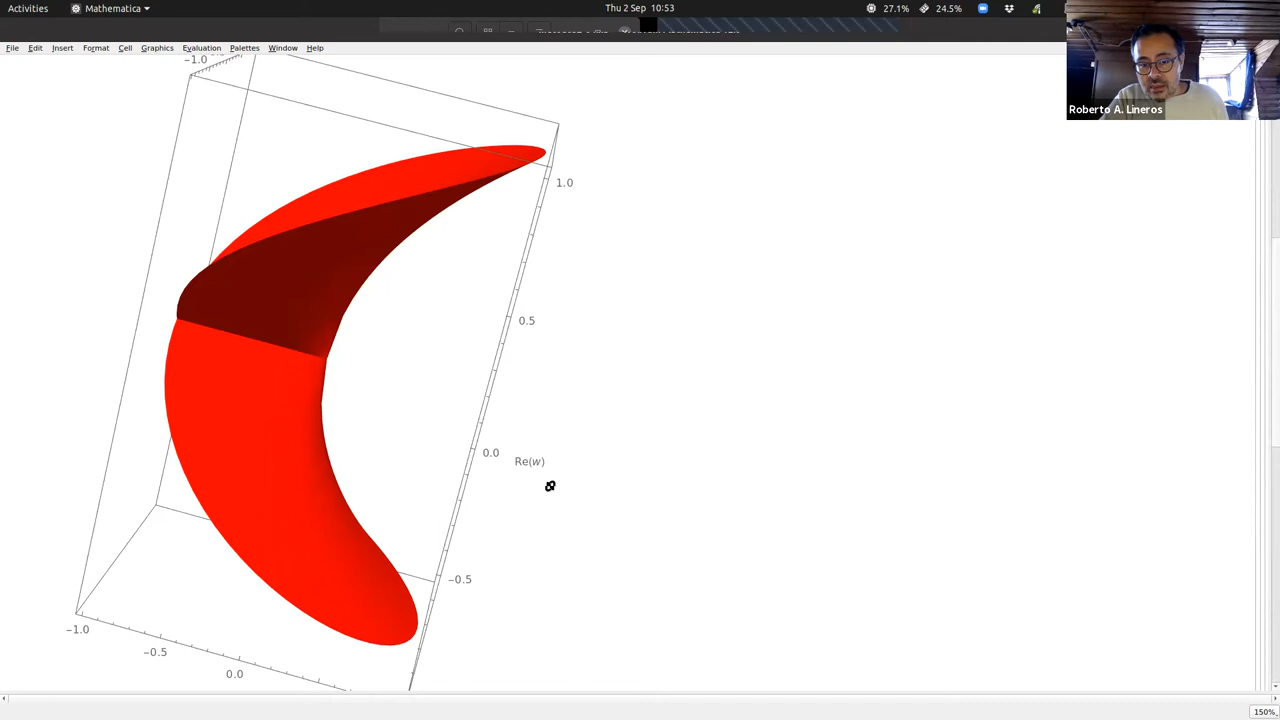 Activities Mathematica Thu 2 Sep 10:53 27,1% 24.5%
File Edit Insert Format Cell Graphics Evaluation Palettes Window Help
Roberto A. Lineros
−1.0
1.0
0.5
0.0
Re(w)
−0.5
−1.0
−0.5
0.0
150%